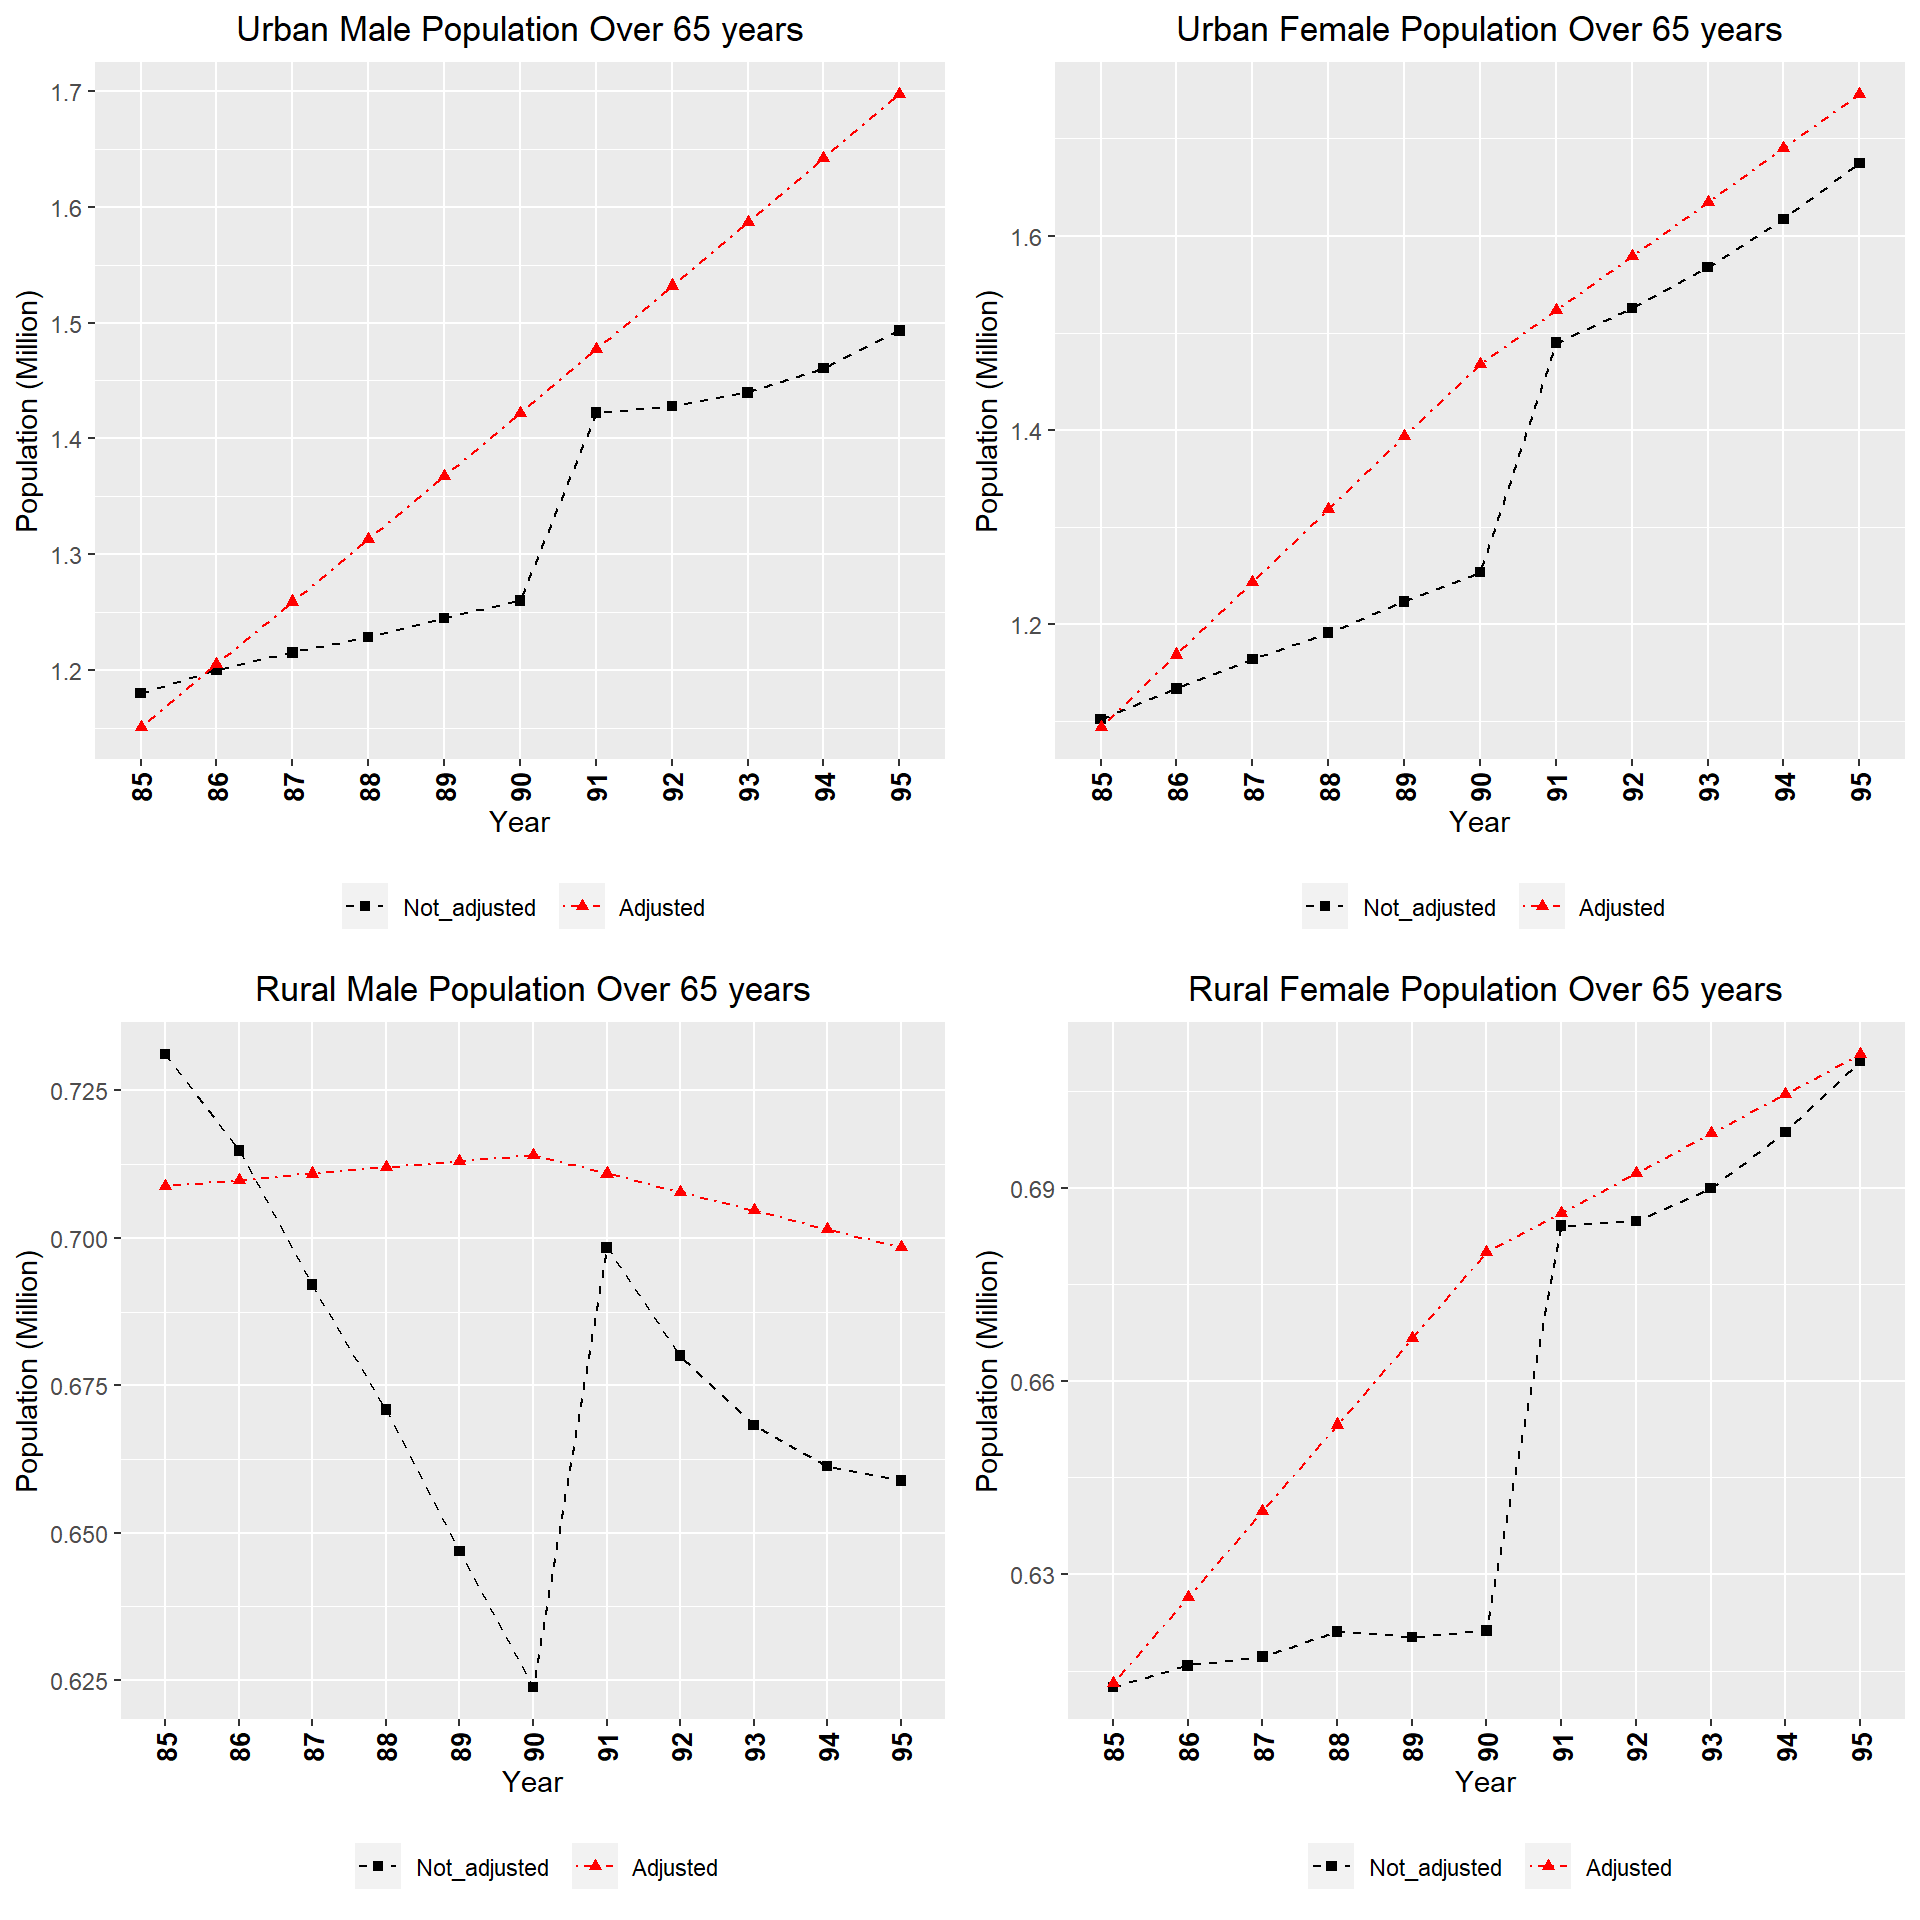 Urban Male Population Over 65 years
Population (Million)
1.7
1.6
1.5
1.4
1.3
1.2
85 86 87 88 89 90 91 92 93 94 95
Year
Not_adjusted Adjusted
Urban Female Population Over 65 years
Population (Million)
1.6
1.4
1.2
85 86 87 88 89 90 91 92 93 94 95
Year
Not_adjusted Adjusted
Rural Male Population Over 65 years
Population (Million)
0.725
0.700
0.675
0.650
0.625
85 86 87 88 89 90 91 92 93 94 95
Year
Not_adjusted Adjusted
Rural Female Population Over 65 years
Population (Million)
0.69
0.66
0.63
85 86 87 88 89 90 91 92 93 94 95
Year
Not_adjusted Adjusted